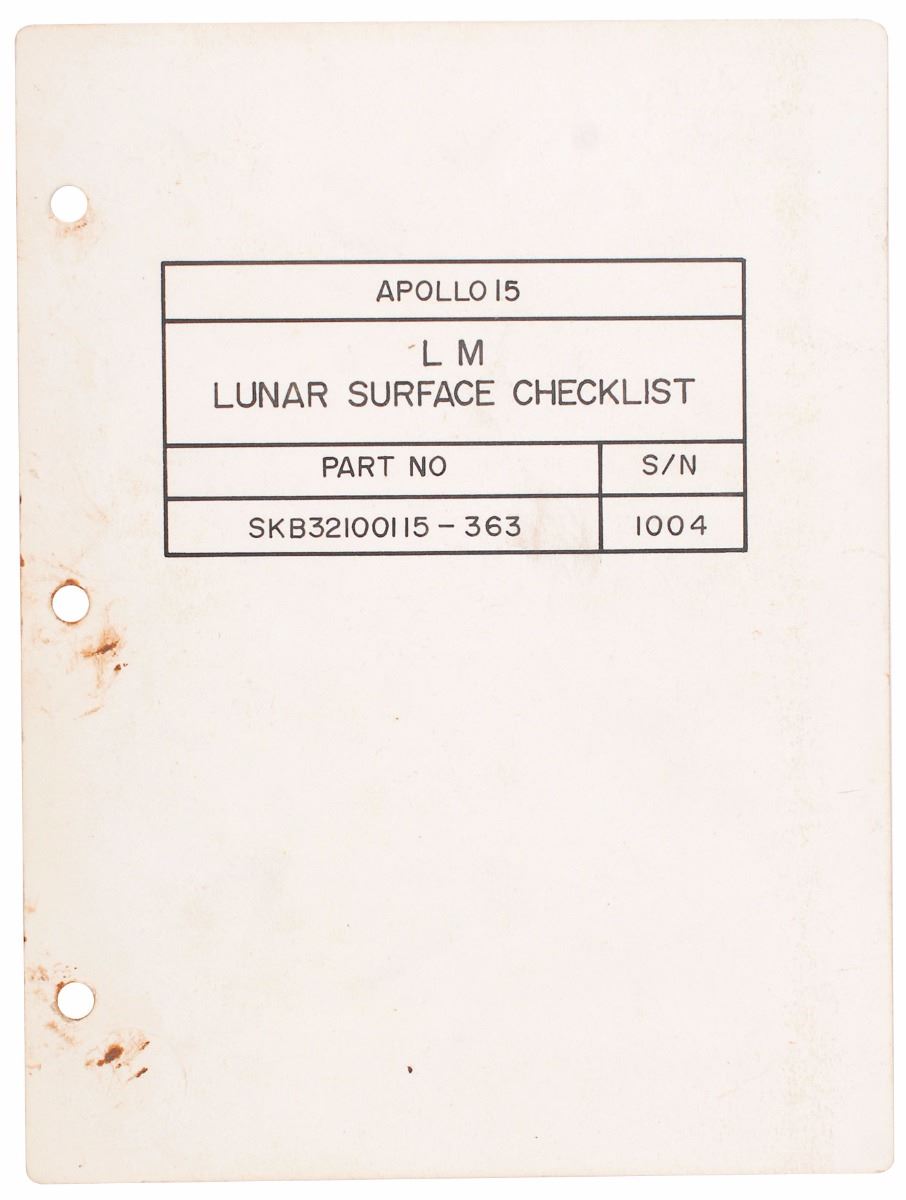 APOLLO 15
L M
LUNAR SURFACE CHECKLIST
PART NO
S/N
SKB32100115-363
1004